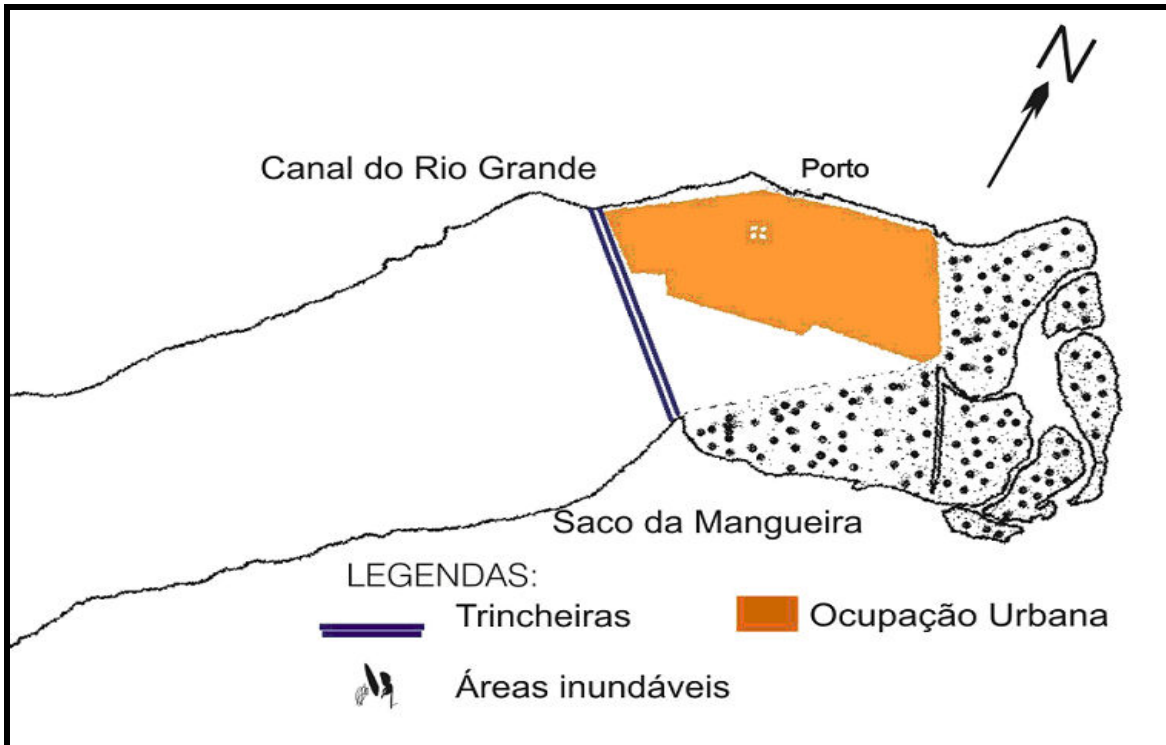 N
Canal do Rio Grande
Porto
Saco da Mangueira
LEGENDAS:
Trincheiras
Ocupação Urbana
Áreas inundáveis